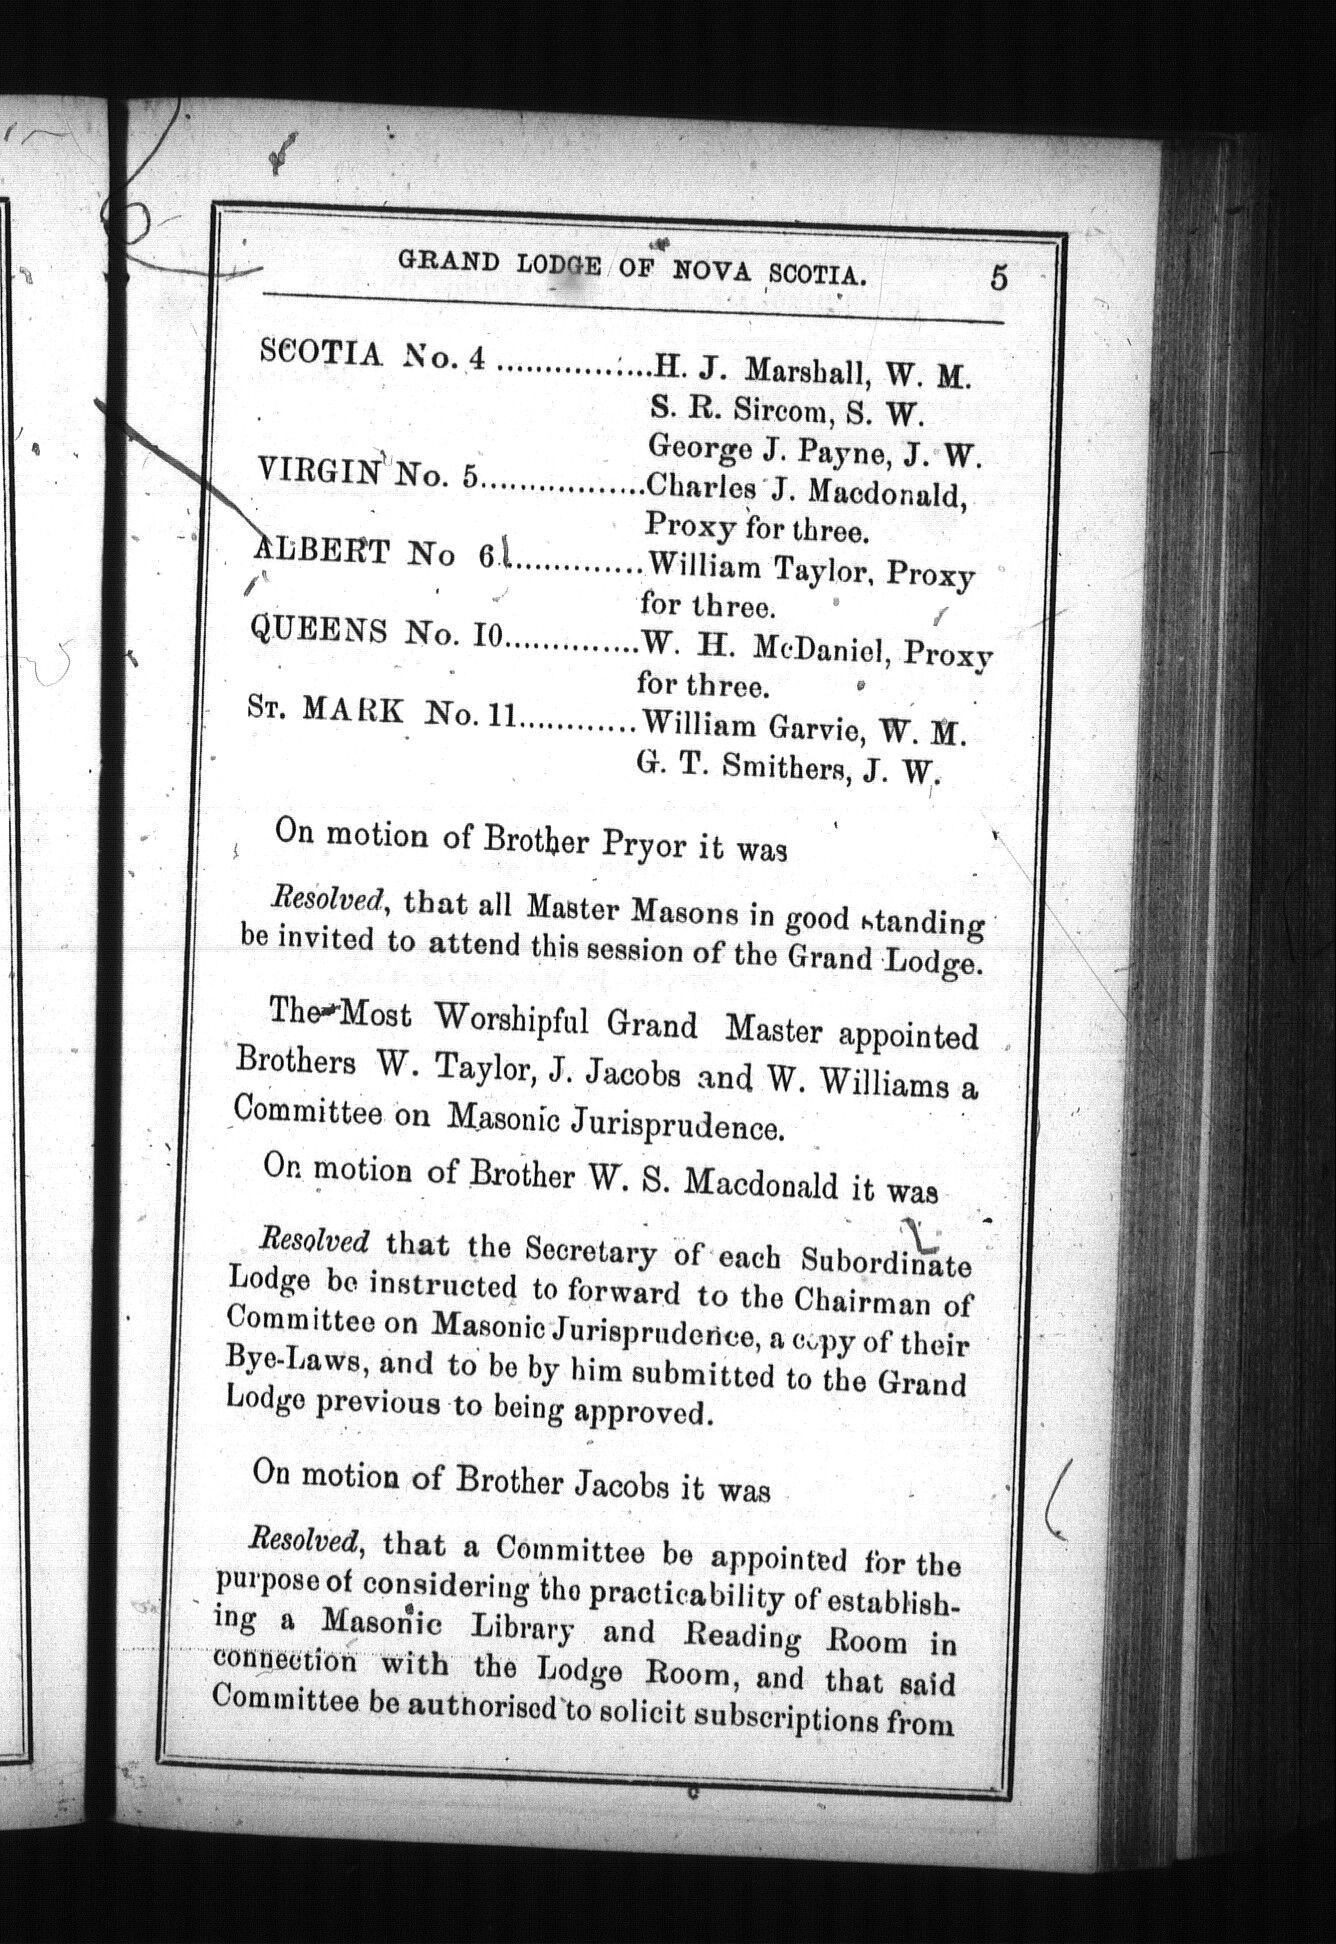 GRAND LODGE OF NOVA SCOTIA. 5
SCOTIA No. 4 ................H. J. Marshall, W. M.
S. R. Sircom, S. W.
George J. Payne, J. W.
VIRGIN No. 5.................Charles J. Macdonald,
Proxy for three.
ALBERT No 6..............William Taylor, Proxy
for three.
QUEENS No. 10..............W. H. McDaniel, Proxy
for three.
ST. MARK No. 11............William Garvie, W. M.
G. T. Smithers, J. W.
On motion of Brother Pryor it was
Resolved, that all Master Masons in good standing
be invited to attend this session of the Grand Lodge.
The Most Worshipful Grand Master appointed
Brothers W. Taylor, J. Jacobs and W. Williams a
Committee on Masonic Jurisprudence.
On motion of Brother W. S. Macdonald it was
Resolved that the Secretary of each Subordinate
Lodge be instructed to forward to the Chairman of
Committee on Masonic Jurisprudence, a copy of their
Bye-Laws, and to be by him submitted to the Grand
Lodge previous to being approved.
On motion of Brother Jacobs it was
Resolved, that a Committee be appointed for the
purpose of considering the practicability of establish-
ing a Masonic Library and Reading Room in
connection with the Lodge Room, and that said
Committee be authorised to solicit subscriptions from